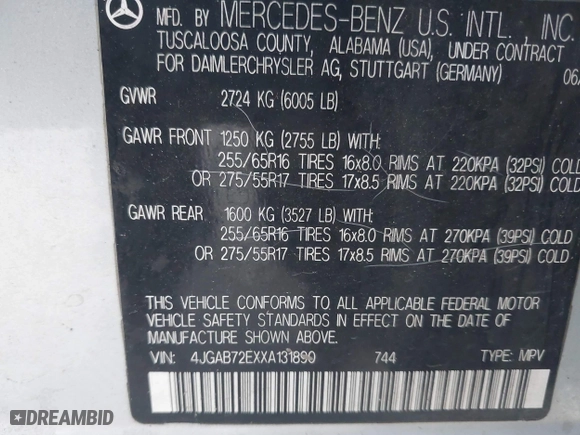 MFD. BY MERCEDES-BENZ U.S. INTL., INC.
TUSCALOOSA COUNTY, ALABAMA (USA), UNDER CONTRACT
FOR DAIMLERCHRYSLER AG, STUTTGART (GERMANY) 06
GVWR 2724 KG (6005 LB)
GAWR FRONT 1250 KG (2755 LB) WITH:
255/65R16 TIRES 16x8.0 RIMS AT 220KPA (32PSI) COLD
OR 275/55R17 TIRES 17x8.5 RIMS AT 220KPA (32PSI) COLD
GAWR REAR 1600 KG (3527 LB) WITH:
255/65R16 TIRES 16x8.0 RIMS AT 270KPA (39PSI) COLD
OR 275/55R17 TIRES 17x8.5 RIMS AT 270KPA (39PSI) COLD
THIS VEHICLE CONFORMS TO ALL APPLICABLE FEDERAL MOTOR
VEHICLE SAFETY STANDARDS IN EFFECT ON THE DATE OF
MANUFACTURE SHOWN ABOVE.
VIN: 4JGAB72EXXA131890 744 TYPE: MPV
DREAMBID